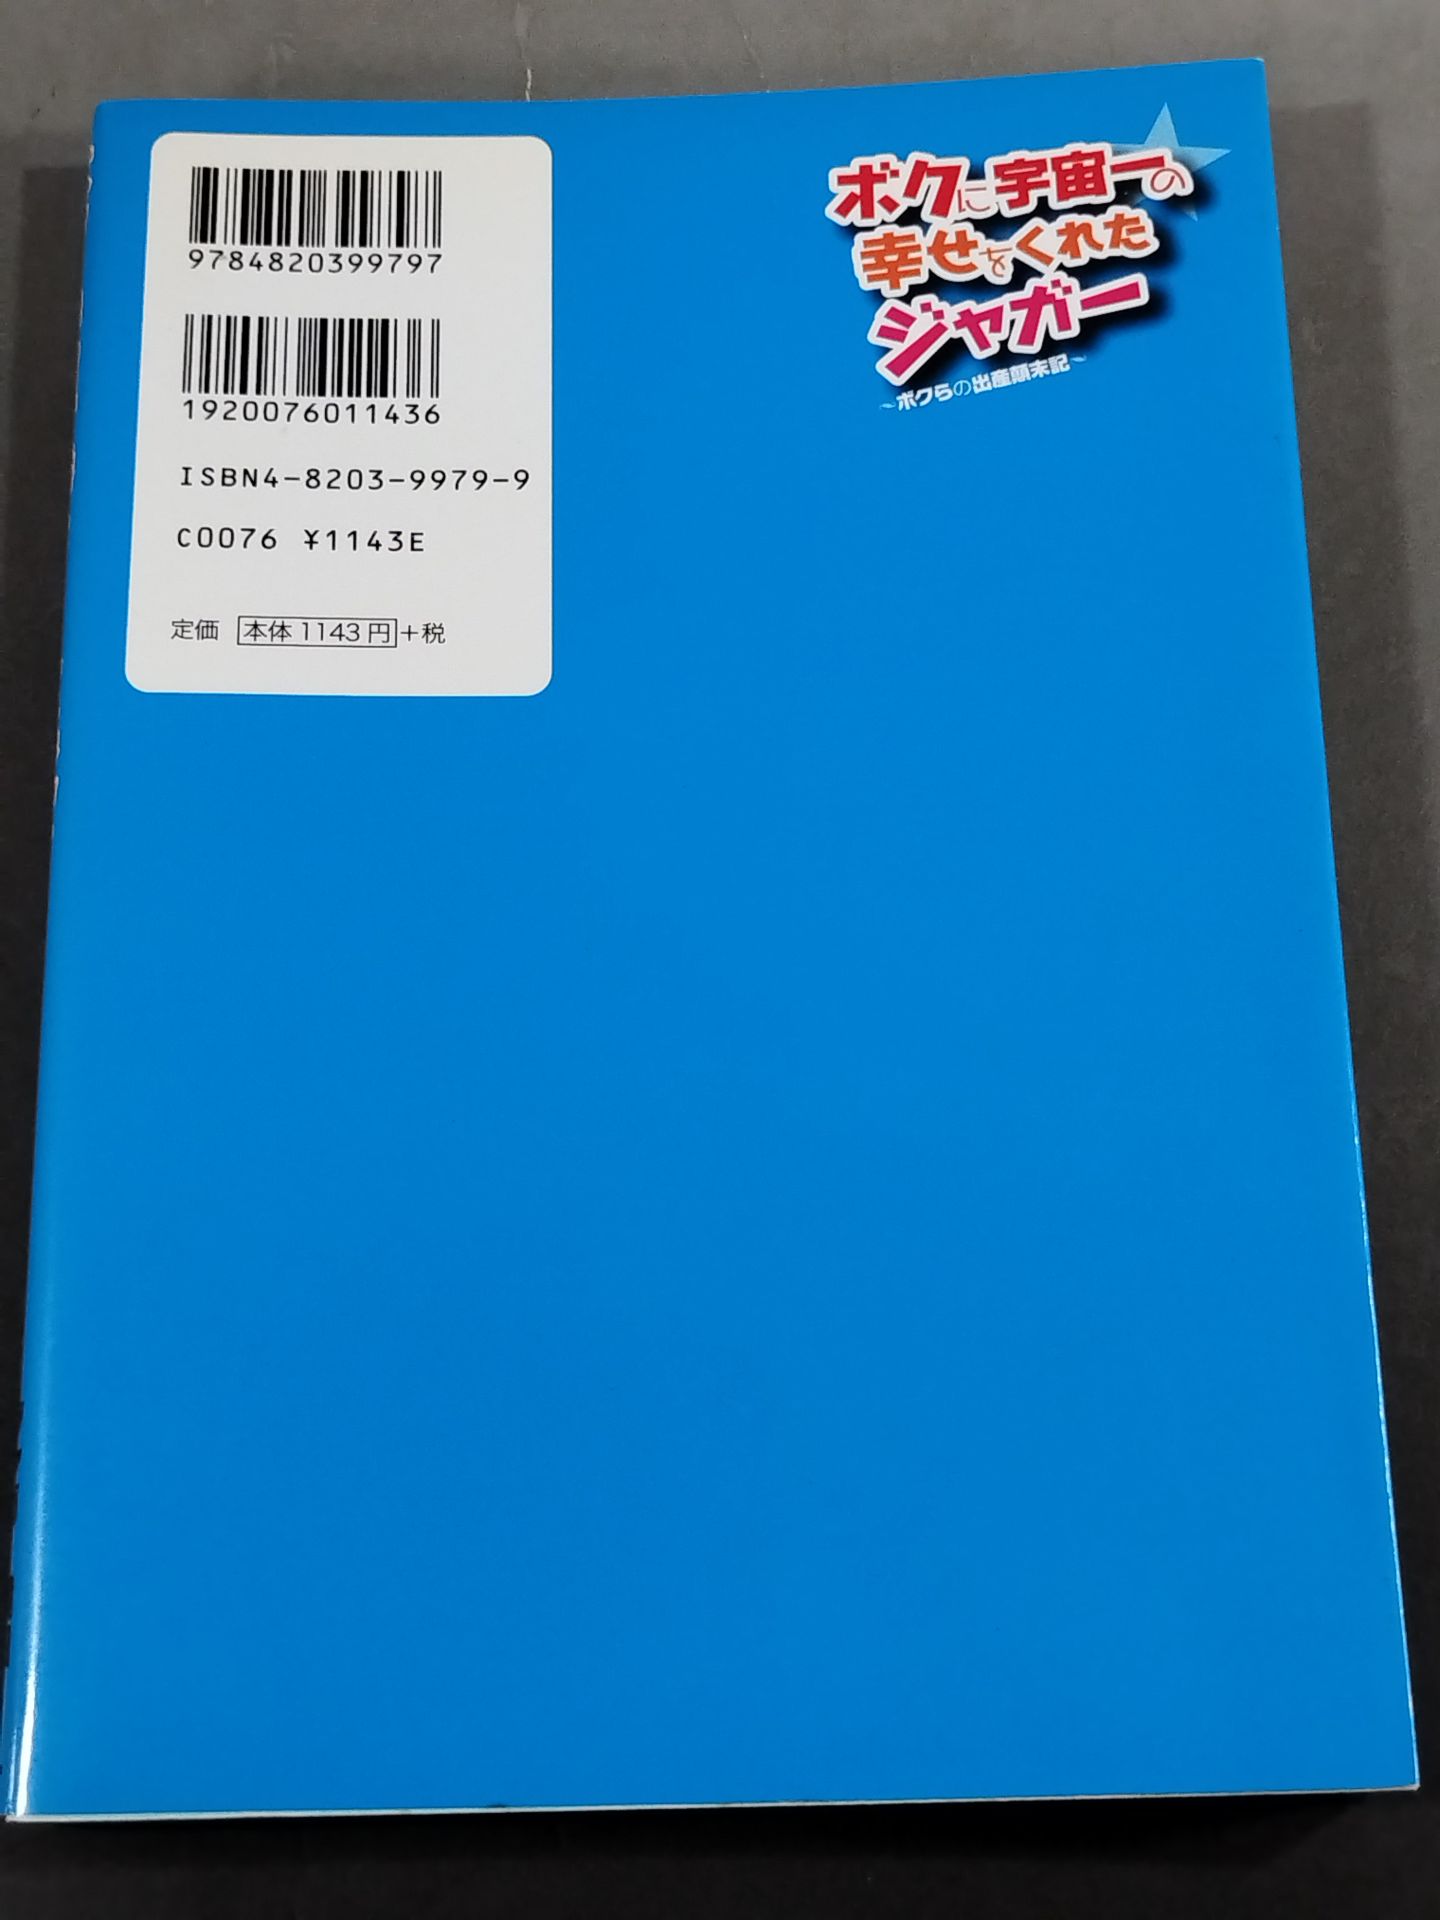 9784820399797
1920076011436
ISBN4-8203-9979-9
C0076 ¥1143E
定価 本体1143円+税
ボクに宇宙一の
幸せをくれた
ジャガー
～ボクらの出産顛末記～